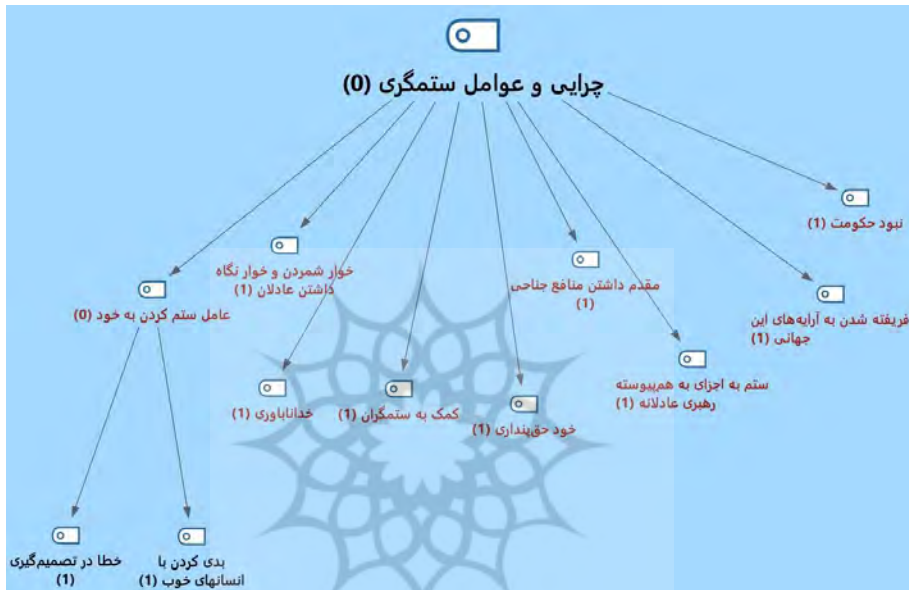 چرایی و عوامل ستمگری (0)
نبود حکومت (1)
فریفته شدن به آرایه‌های این
جهانی (1)
مقدم داشتن منافع جناحی
(1)
ستم به اجزای به هم‌پیوسته
رهبری عادلانه (1)
خوار شمردن و خوار نگاه
داشتن عادلان (1)
عامل ستم کردن به خود (0)
خود حق‌پنداری (1)
کمک به ستمگران (1)
خداناباوری (1)
بدی کردن با
انسانهای خوب (1)
خطا در تصمیم‌گیری
(1)